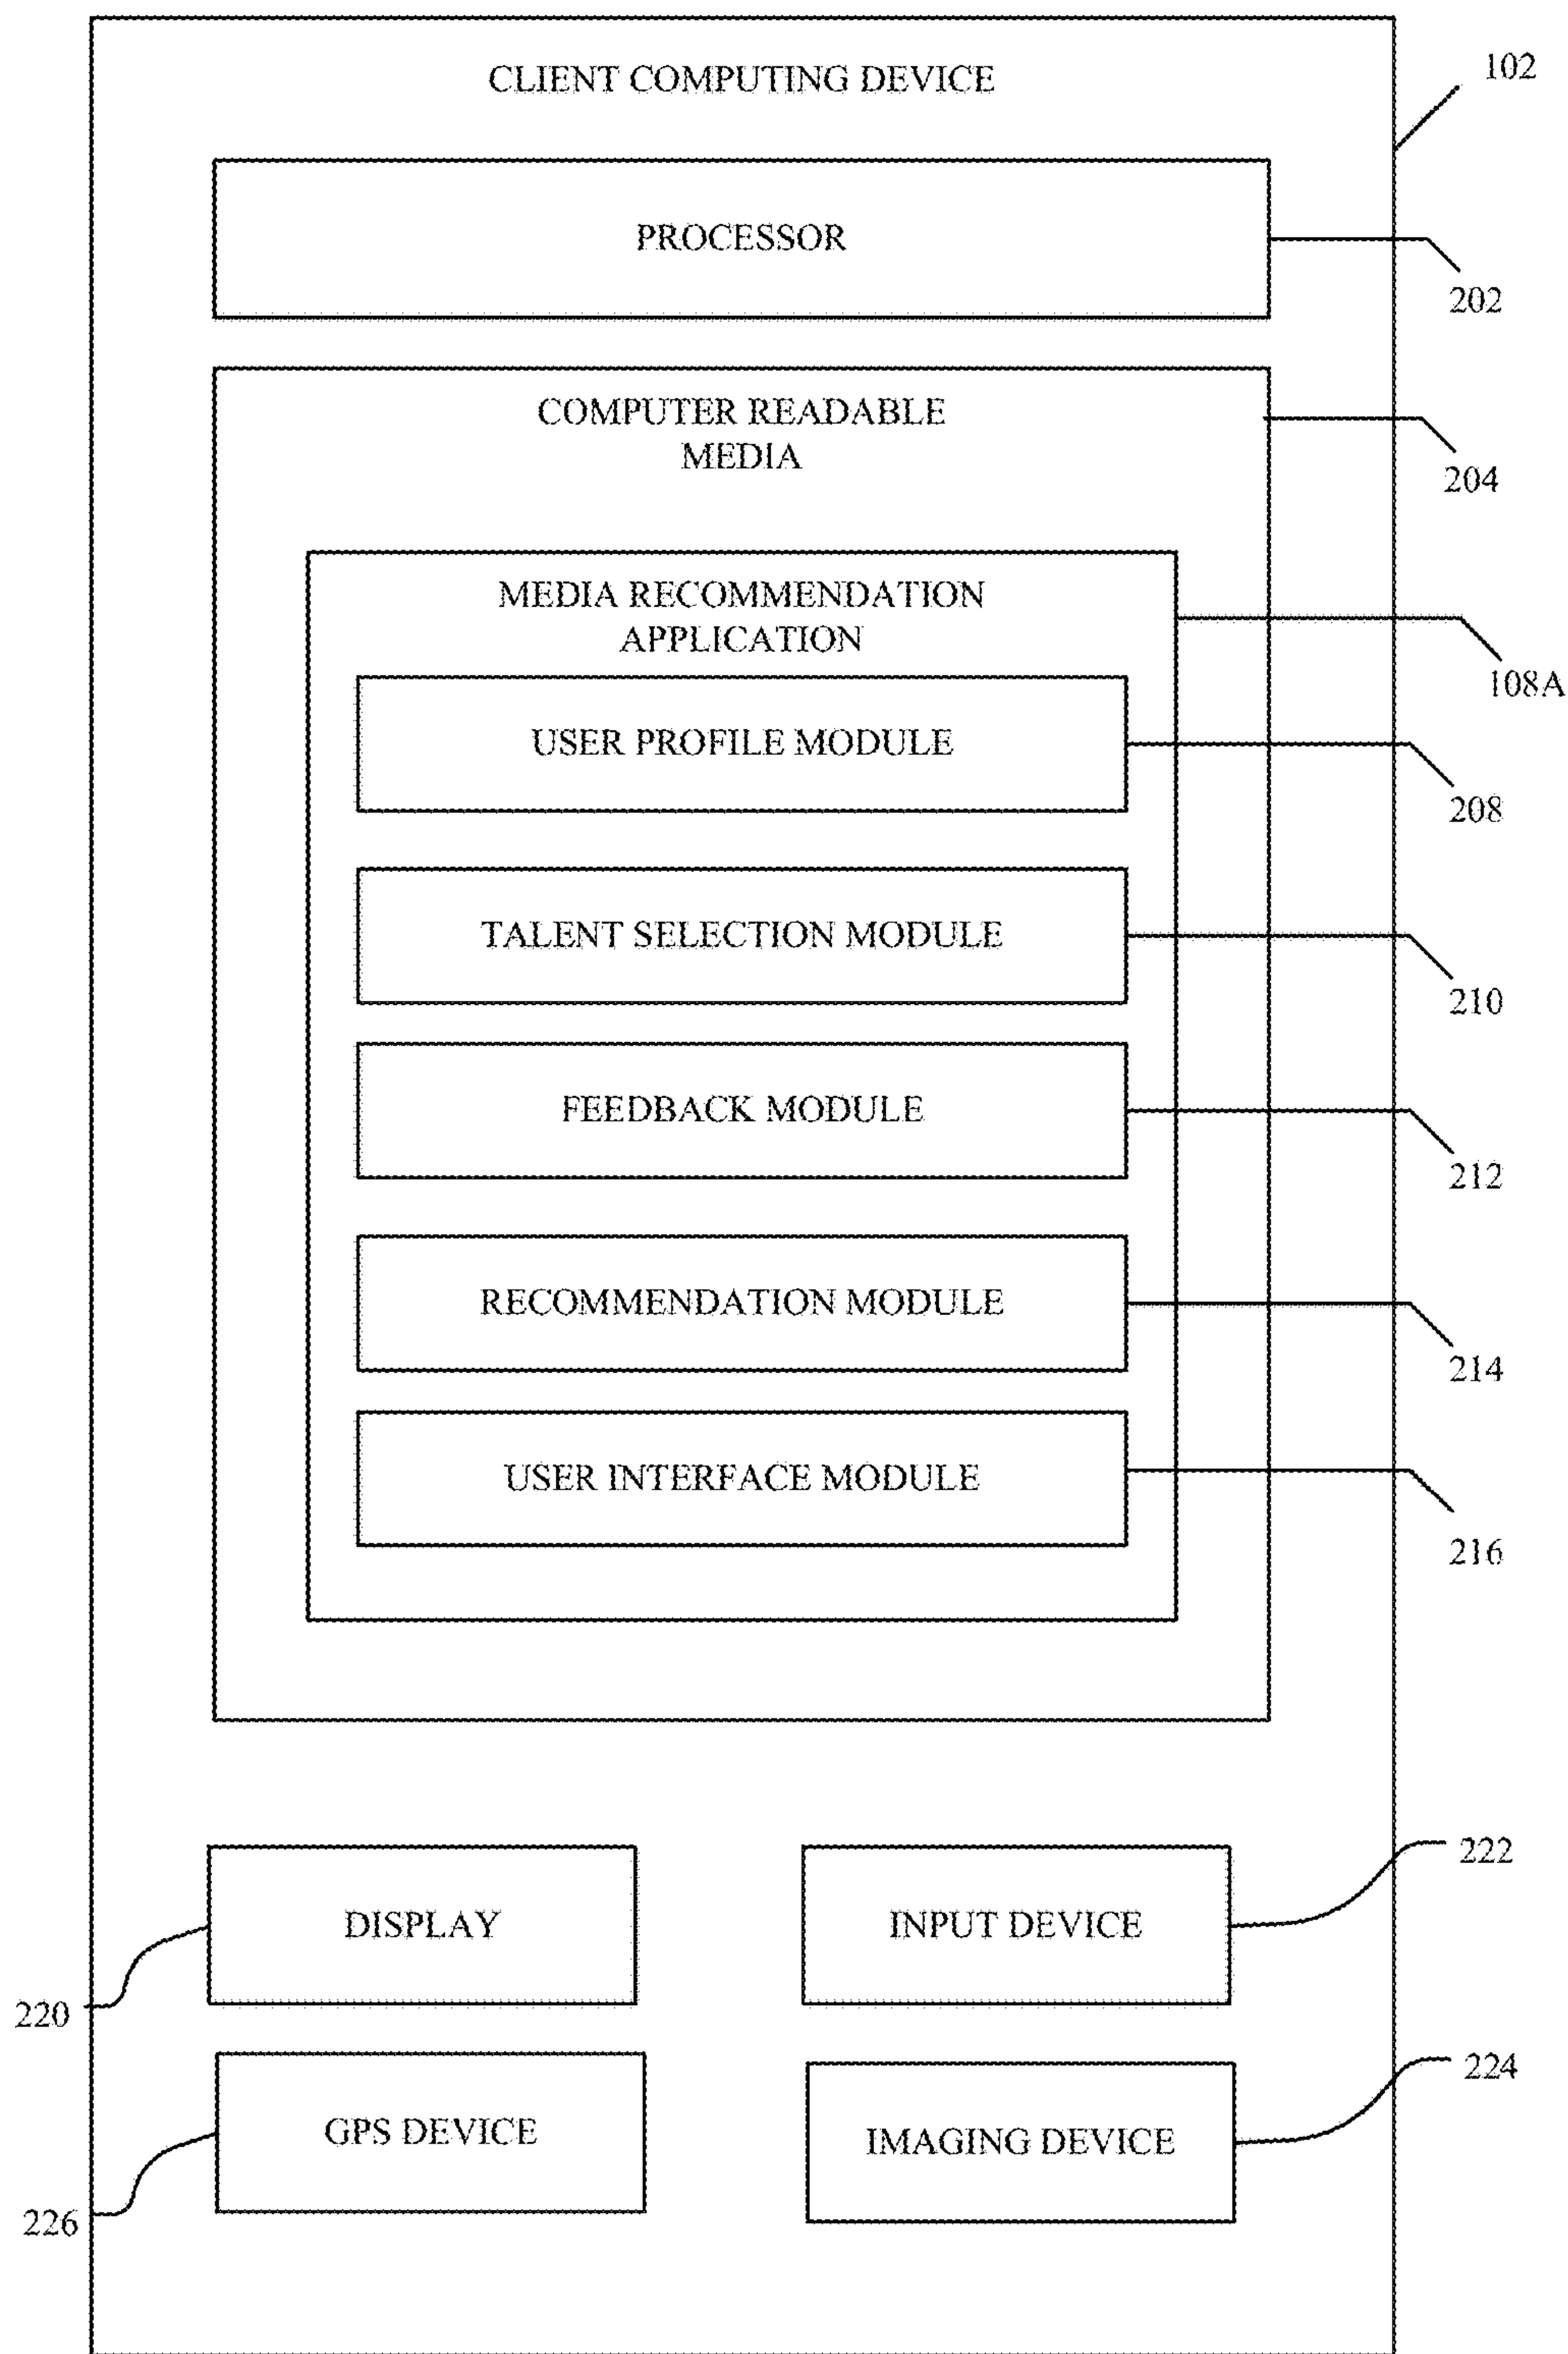 CLIENT COMPUTING DEVICE
102
PROCESSOR
202
COMPUTER READABLE
MEDIA
204
MEDIA RECOMMENDATION
APPLICATION
108A
USER PROFILE MODULE
208
TALENT SELECTION MODULE
210
FEEDBACK MODULE
212
RECOMMENDATION MODULE
214
USER INTERFACE MODULE
216
DISPLAY
220
INPUT DEVICE
222
GPS DEVICE
226
IMAGING DEVICE
224